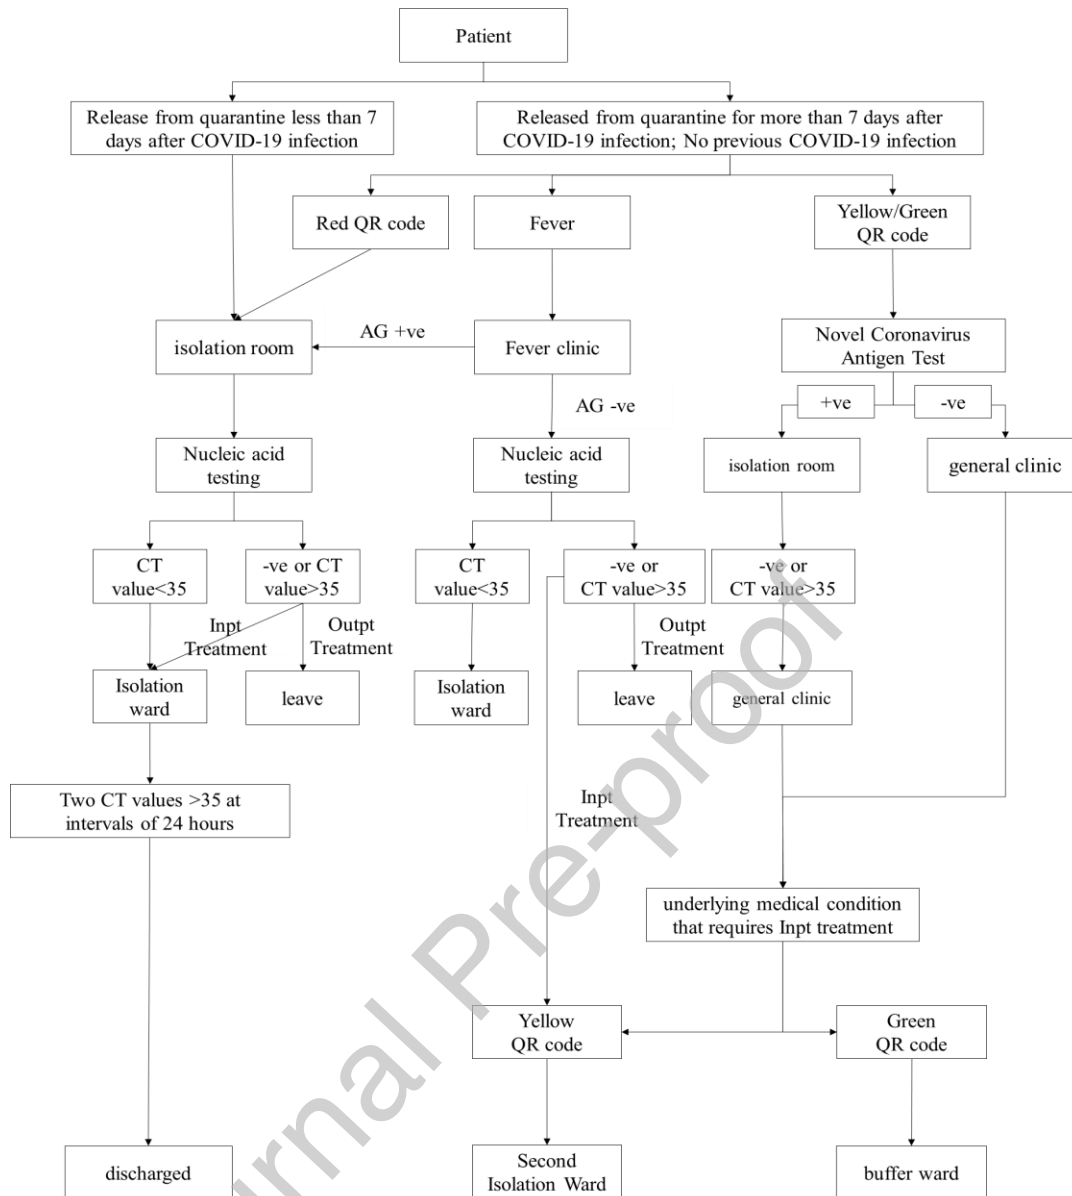 Patient
Release from quarantine less than 7
days after COVID-19 infection
Released from quarantine for more than 7 days after
COVID-19 infection; No previous COVID-19 infection
Red QR code
Fever
Yellow/Green
QR code
isolation room
AG +ve
Fever clinic
Novel Coronavirus
Antigen Test
AG -ve
+ve
-ve
Nucleic acid
testing
Nucleic acid
testing
isolation room
general clinic
CT
value<35
-ve or CT
value>35
CT
value<35
-ve or
CT value>35
-ve or
CT value>35
Inpt
Treatment
Outpt
Treatment
Outpt
Treatment
Isolation
ward
leave
Isolation
ward
leave
general clinic
Two CT values >35 at
intervals of 24 hours
Inpt
Treatment
underlying medical condition
that requires Inpt treatment
Yellow
QR code
Green
QR code
discharged
Second
Isolation Ward
buffer ward
urnal Pre-proof